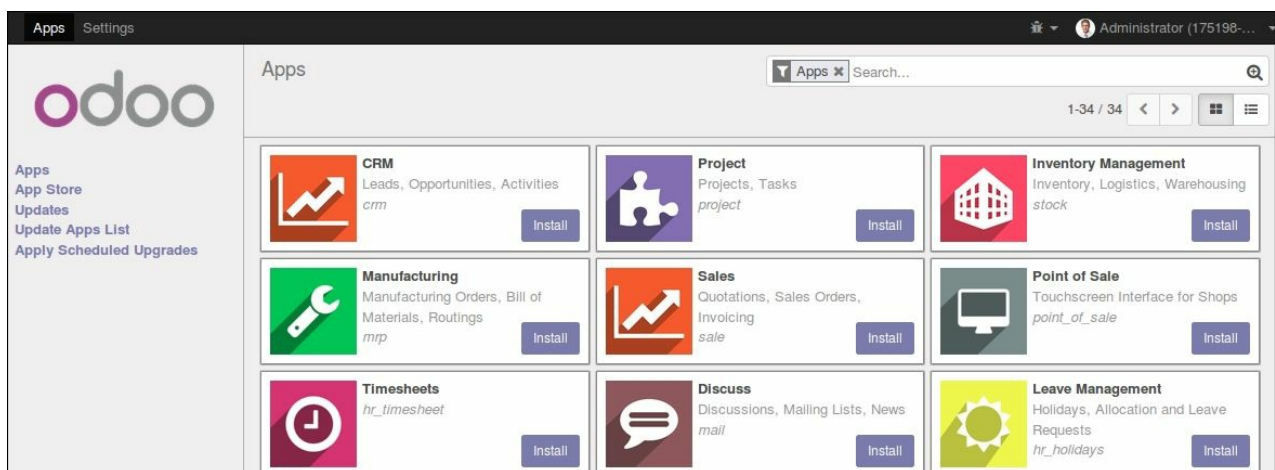 Apps Settings
Administrator (175198-...
odoo
Apps
App Store
Updates
Update Apps List
Apply Scheduled Upgrades
Apps
Apps Search...
1-34 / 34
CRM
Leads, Opportunities, Activities
crm
Install
Project
Projects, Tasks
project
Install
Inventory Management
Inventory, Logistics, Warehousing
stock
Install
Manufacturing
Manufacturing Orders, Bill of
Materials, Routings
mrp
Install
Sales
Quotations, Sales Orders,
Invoicing
sale
Install
Point of Sale
Touchscreen Interface for Shops
point_of_sale
Install
Timesheets
hr_timesheet
Install
Discuss
Discussions, Mailing Lists, News
mail
Install
Leave Management
Holidays, Allocation and Leave
Requests
hr_holidays
Install